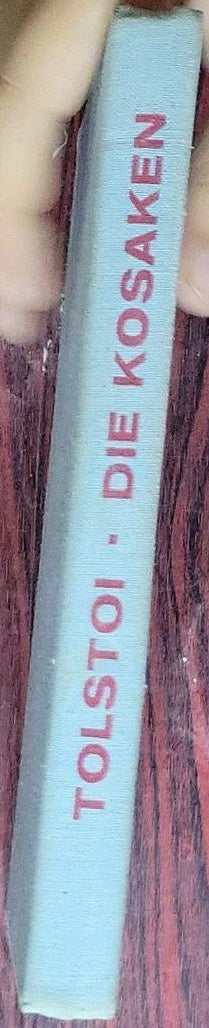 TOLSTOI · DIE KOSAKEN